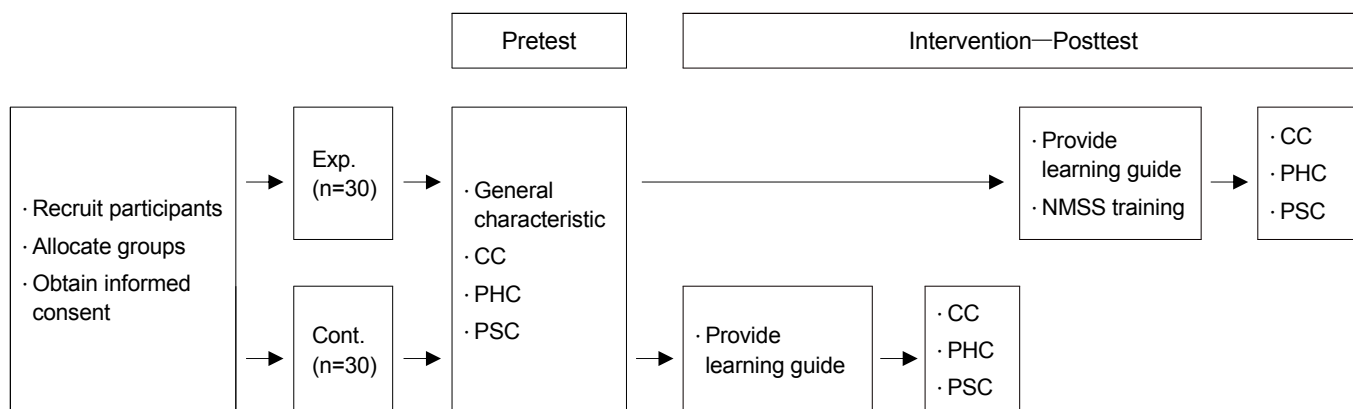 Pretest
Intervention—Posttest
· Recruit participants
· Allocate groups
· Obtain informed
consent
Exp.
(n=30)
Cont.
(n=30)
· General
characteristic
· CC
· PHC
· PSC
· Provide
learning guide
· NMSS training
· CC
· PHC
· PSC
· Provide
learning guide
· CC
· PHC
· PSC